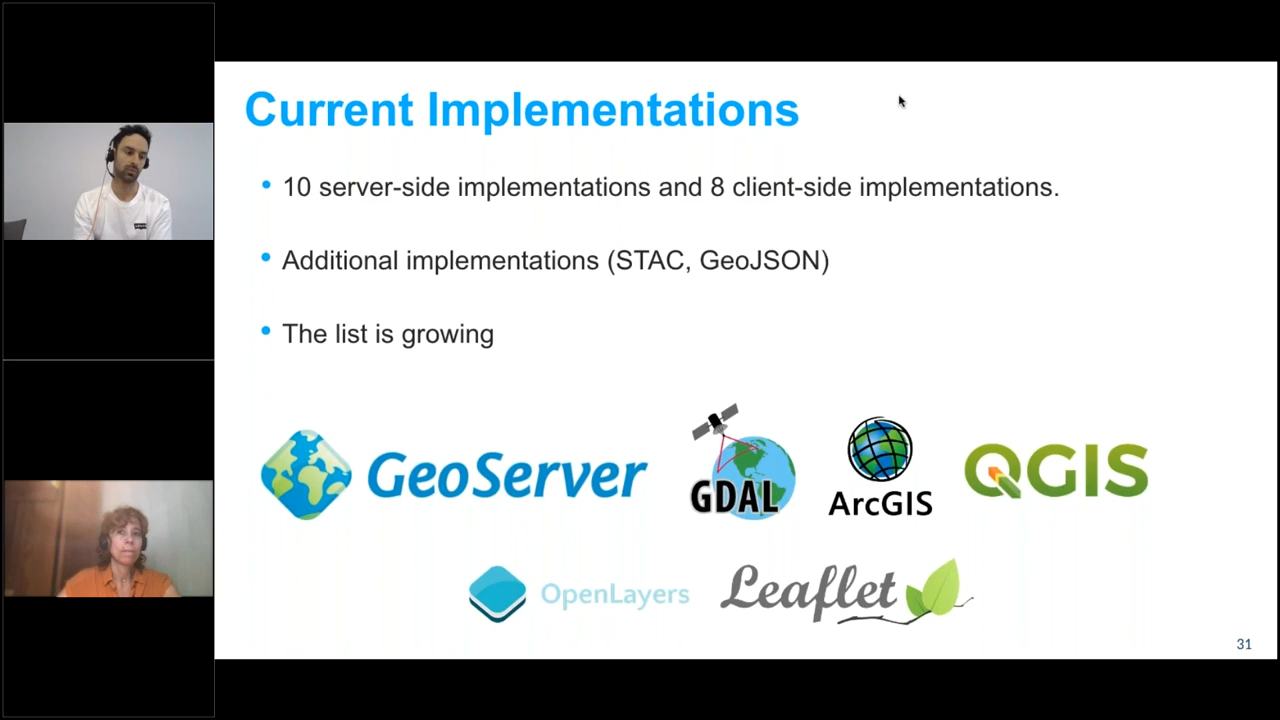 Current Implementations
• 10 server-side implementations and 8 client-side implementations.
• Additional implementations (STAC, GeoJSON)
• The list is growing
GeoServer
GDAL
ArcGIS
QGIS
OpenLayers
Leaflet
31